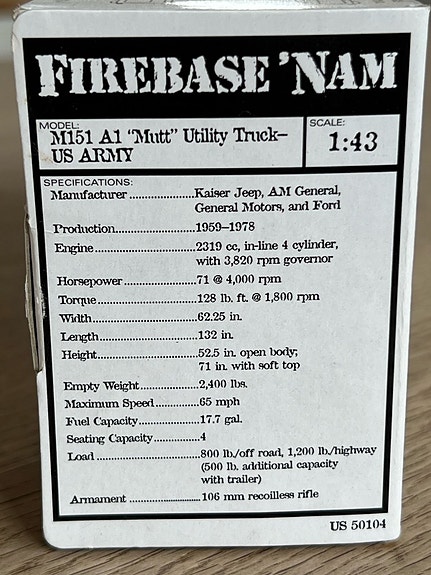 FIREBASE 'NAM
MODEL:
M151 A1 "Mutt" Utility Truck–
US ARMY
SCALE:
1:43
SPECIFICATIONS:
Manufacturer ................Kaiser Jeep, AM General,
General Motors, and Ford
Production......................1959–1978
Engine............................2319 cc, in-line 4 cylinder,
with 3,820 rpm governor
Horsepower ...................71 @ 4,000 rpm
Torque ...........................128 lb. ft. @ 1,800 rpm
Width..............................62.25 in.
Length............................132 in.
Height.............................52.5 in. open body;
71 in. with soft top
Empty Weight................2,400 lbs.
Maximum Speed ...........65 mph
Fuel Capacity.................17.7 gal.
Seating Capacity............4
Load ...............................800 lb./off road, 1,200 lb./highway
(500 lb. additional capacity
with trailer)
Armament .....................106 mm recoilless rifle
US 50104